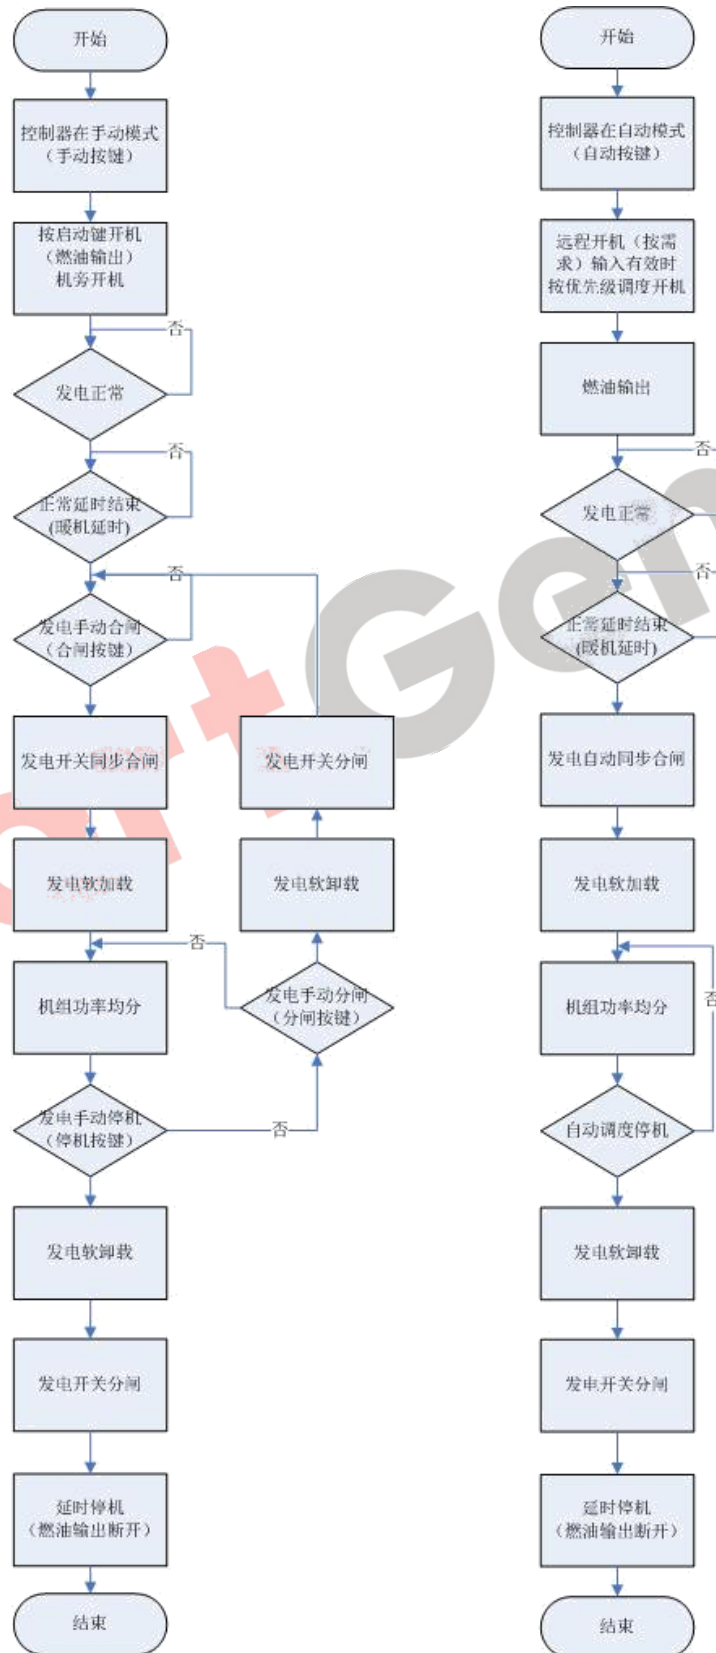 开始
控制器在手动模式
（手动按键）
按启动键开机
（燃油输出）
机旁开机
否
发电正常
否
正常延时结束
(暖机延时)
否
发电手动合闸
（合闸按键）
发电开关同步合闸
发电开关分闸
发电软加载
发电软卸载
否
机组功率均分
发电手动分闸
（分闸按键）
发电手动停机
（停机按键）
否
发电软卸载
发电开关分闸
延时停机
（燃油输出断开）
结束
开始
控制器在自动模式
（自动按键）
远程开机（按需
求）输入有效时
按优先级调度开机
燃油输出
否
发电正常
否
正常延时结束
(暖机延时)
发电自动同步合闸
发电软加载
否
机组功率均分
自动调度停机
发电软卸载
发电开关分闸
延时停机
（燃油输出断开）
结束
rtGen